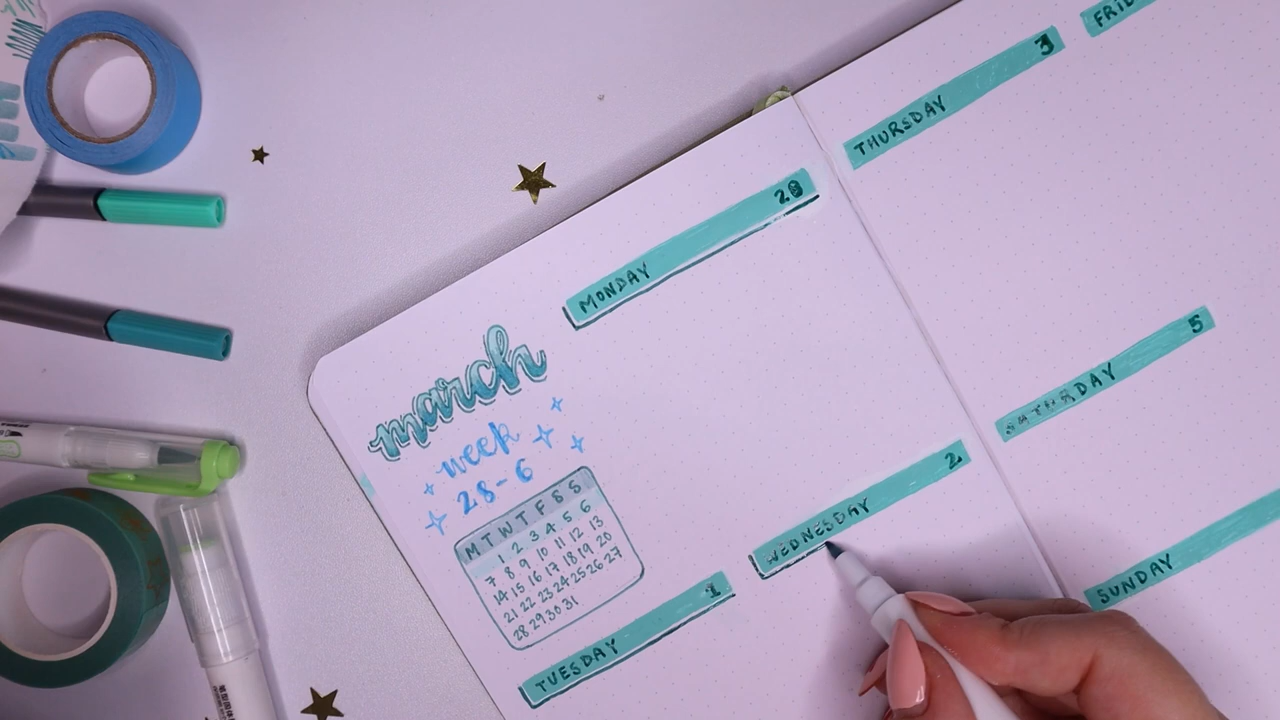 march
week
28-6
M T W T F S S
1 2 3 4 5 6
7 8 9 10 11 12 13
14 15 16 17 18 19 20
21 22 23 24 25 26 27
28 29 30 31
MONDAY 28
TUESDAY 1
WEDNESDAY 2
THURSDAY 3
FRID
SATURDAY 5
SUNDAY